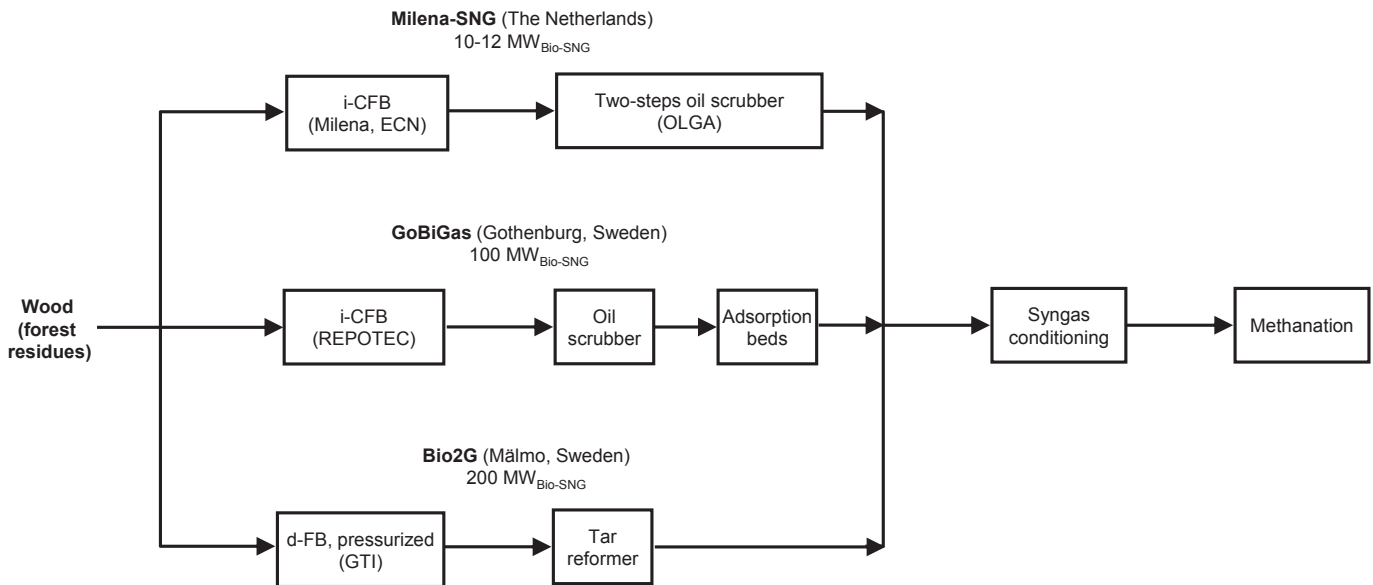 Milena-SNG (The Netherlands)
10-12 MWBio-SNG
i-CFB
(Milena, ECN)
Two-steps oil scrubber
(OLGA)
GoBiGas (Gothenburg, Sweden)
100 MWBio-SNG
Wood
(forest
residues)
i-CFB
(REPOTEC)
Oil
scrubber
Adsorption
beds
Syngas
conditioning
Methanation
Bio2G (Mälmo, Sweden)
200 MWBio-SNG
d-FB, pressurized
(GTI)
Tar
reformer